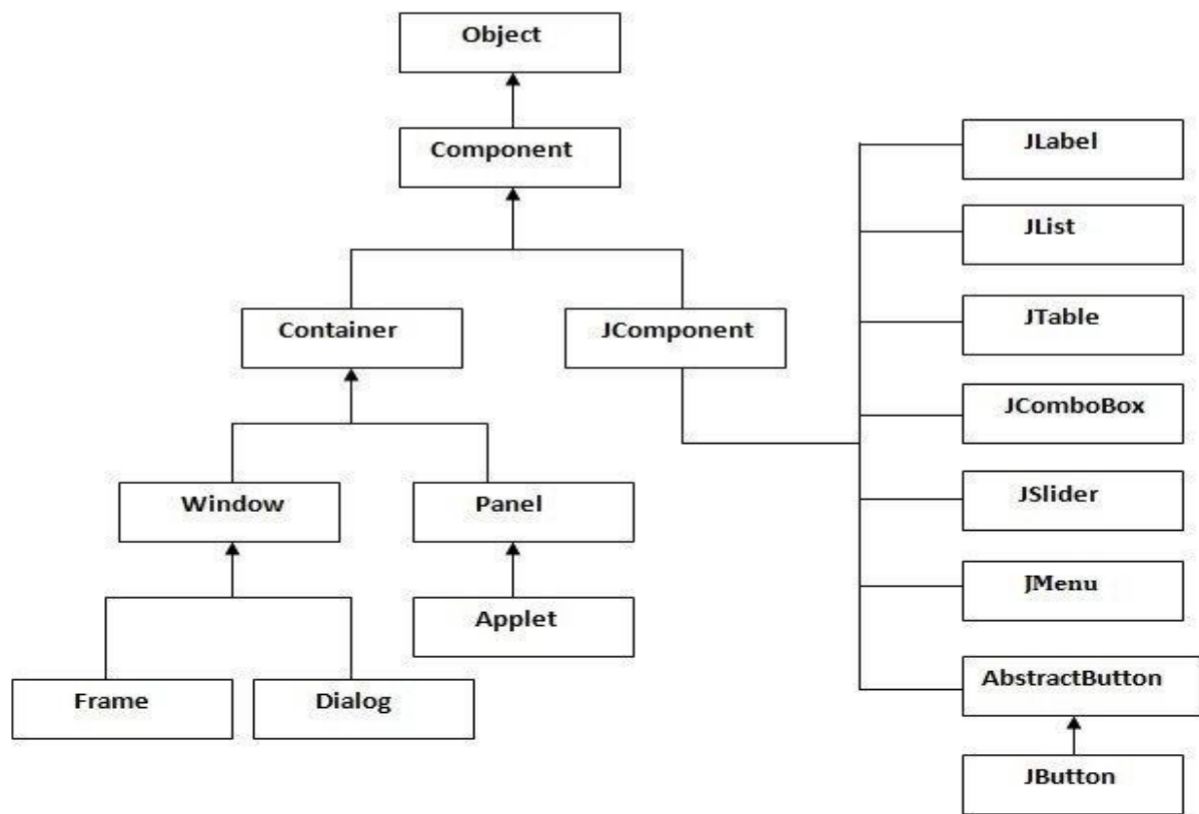 Object
Component
Container
JComponent
Window
Panel
Applet
Frame
Dialog
JLabel
JList
JTable
JComboBox
JSlider
JMenu
AbstractButton
JButton